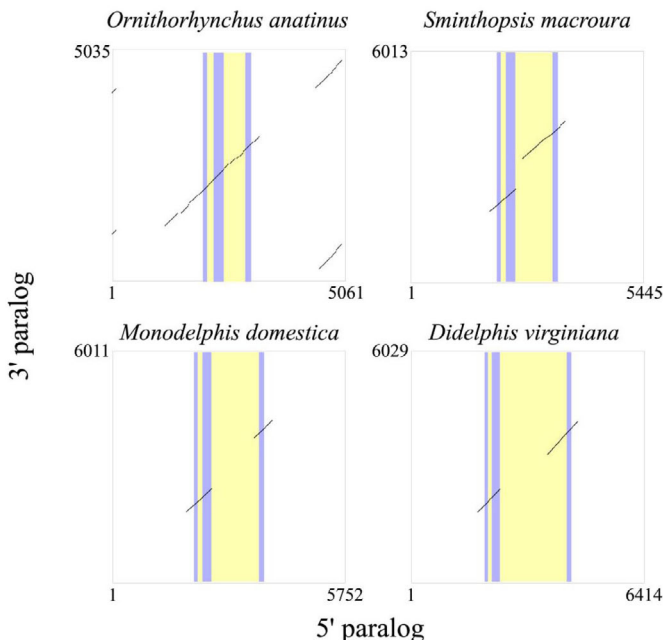 Ornithorhynchus anatinus
Sminthopsis macroura
5035
6013
1
5061
1
5445
Monodelphis domestica
Didelphis virginiana
6011
6029
1
5752
1
6414
3' paralog
5' paralog